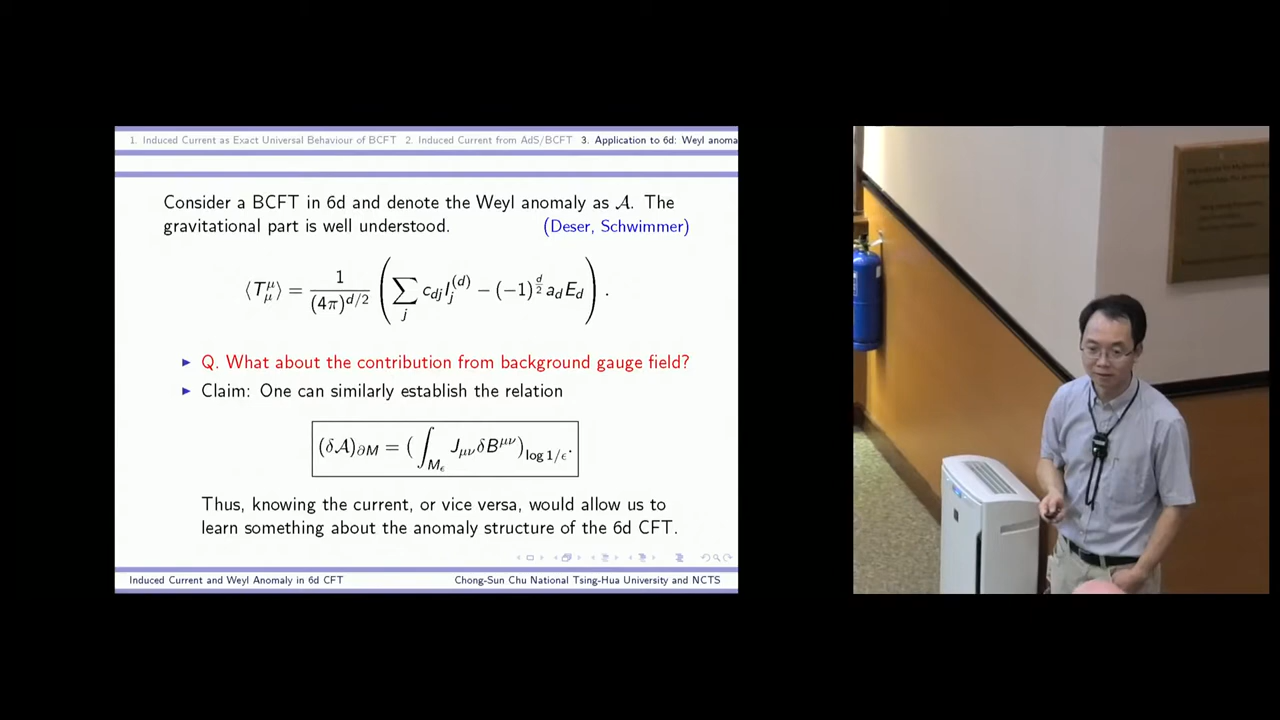 1. Induced Current as Exact Universal Behaviour of BCFT 2. Induced Current from AdS/BCFT 3. Application to 6d: Weyl anoma
Consider a BCFT in 6d and denote the Weyl anomaly as 𝒜. The
gravitational part is well understood. (Deser, Schwimmer)
⟨T^μ_μ⟩ = 1/(4π)^{d/2} ( ∑_j c_{dj} I_j^{(d)} − (−1)^{d/2} a_d E_d ) .
▶ Q. What about the contribution from background gauge field?
▶ Claim: One can similarly establish the relation
(δ𝒜)_{∂M} = ( ∫_{M_ϵ} J_{μν} δB^{μν} )_{log 1/ϵ}.
Thus, knowing the current, or vice versa, would allow us to
learn something about the anomaly structure of the 6d CFT.
Induced Current and Weyl Anomaly in 6d CFT Chong-Sun Chu National Tsing-Hua University and NCTS